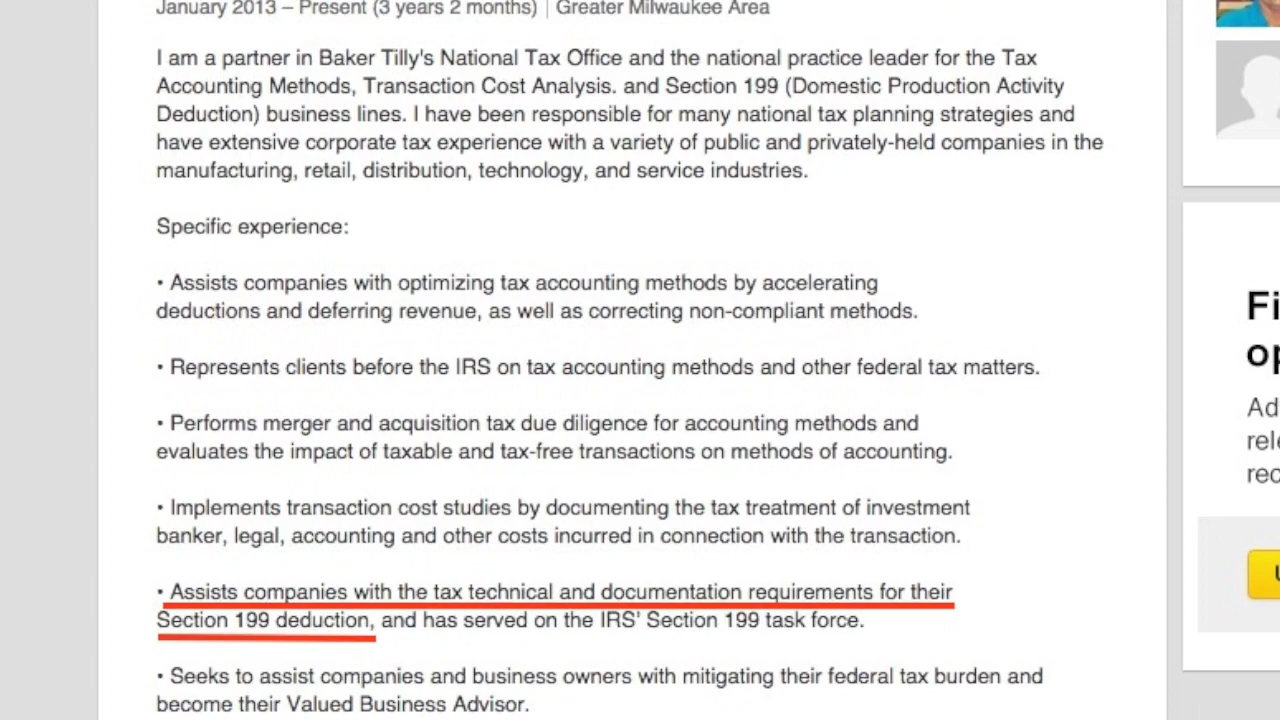 January 2013 – Present (3 years 2 months) | Greater Milwaukee Area
I am a partner in Baker Tilly's National Tax Office and the national practice leader for the Tax
Accounting Methods, Transaction Cost Analysis. and Section 199 (Domestic Production Activity
Deduction) business lines. I have been responsible for many national tax planning strategies and
have extensive corporate tax experience with a variety of public and privately-held companies in the
manufacturing, retail, distribution, technology, and service industries.
Specific experience:
• Assists companies with optimizing tax accounting methods by accelerating
deductions and deferring revenue, as well as correcting non-compliant methods.
• Represents clients before the IRS on tax accounting methods and other federal tax matters.
• Performs merger and acquisition tax due diligence for accounting methods and
evaluates the impact of taxable and tax-free transactions on methods of accounting.
• Implements transaction cost studies by documenting the tax treatment of investment
banker, legal, accounting and other costs incurred in connection with the transaction.
• Assists companies with the tax technical and documentation requirements for their
Section 199 deduction, and has served on the IRS' Section 199 task force.
• Seeks to assist companies and business owners with mitigating their federal tax burden and
become their Valued Business Advisor.